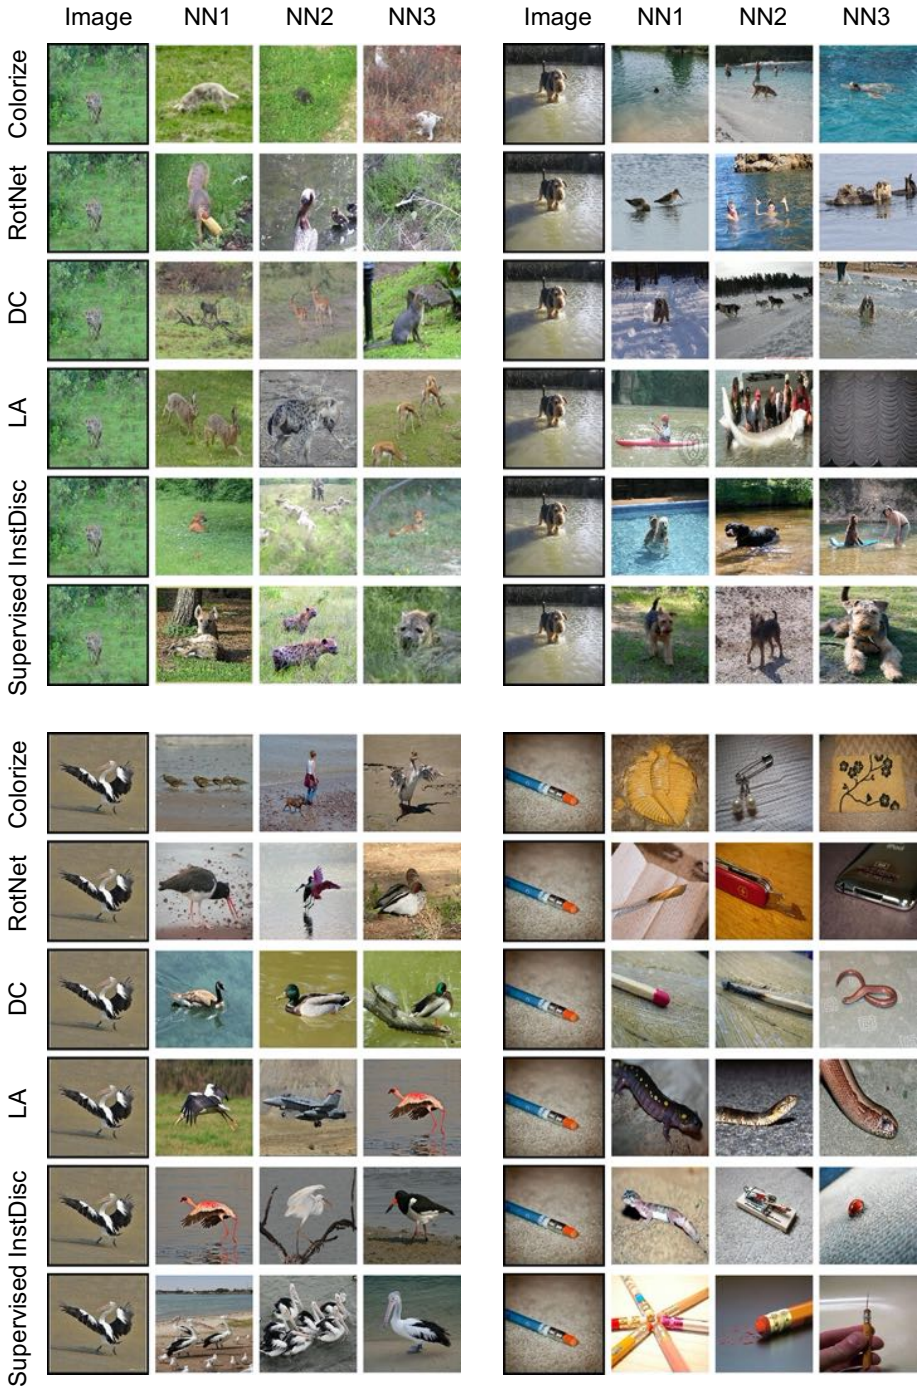 Image NN1 NN2 NN3 Image NN1 NN2 NN3
Colorize
RotNet
DC
LA
InstDisc
Supervised
Colorize
RotNet
DC
LA
InstDisc
Supervised